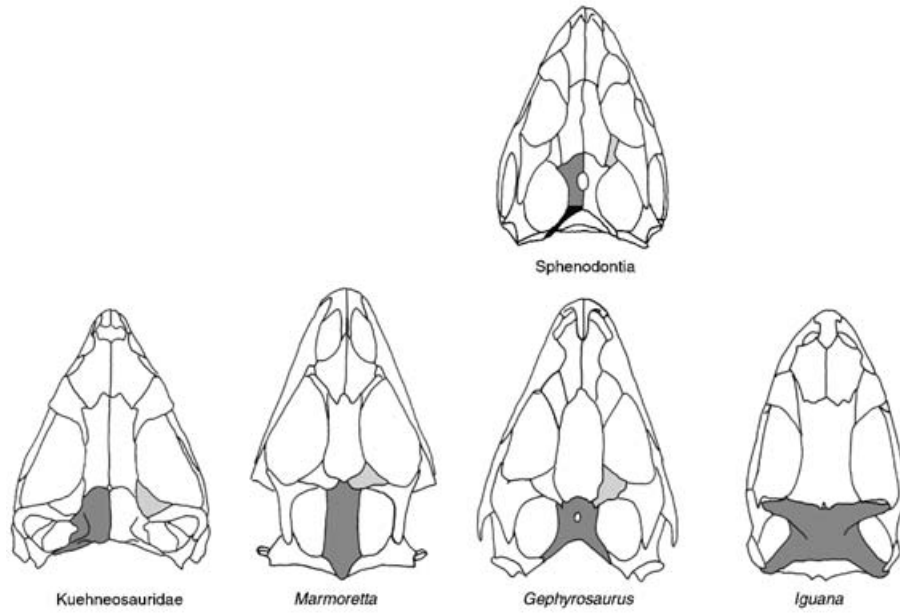 Sphenodontia
Kuehneosauridae
Marmoretta
Gephyrosaurus
Iguana